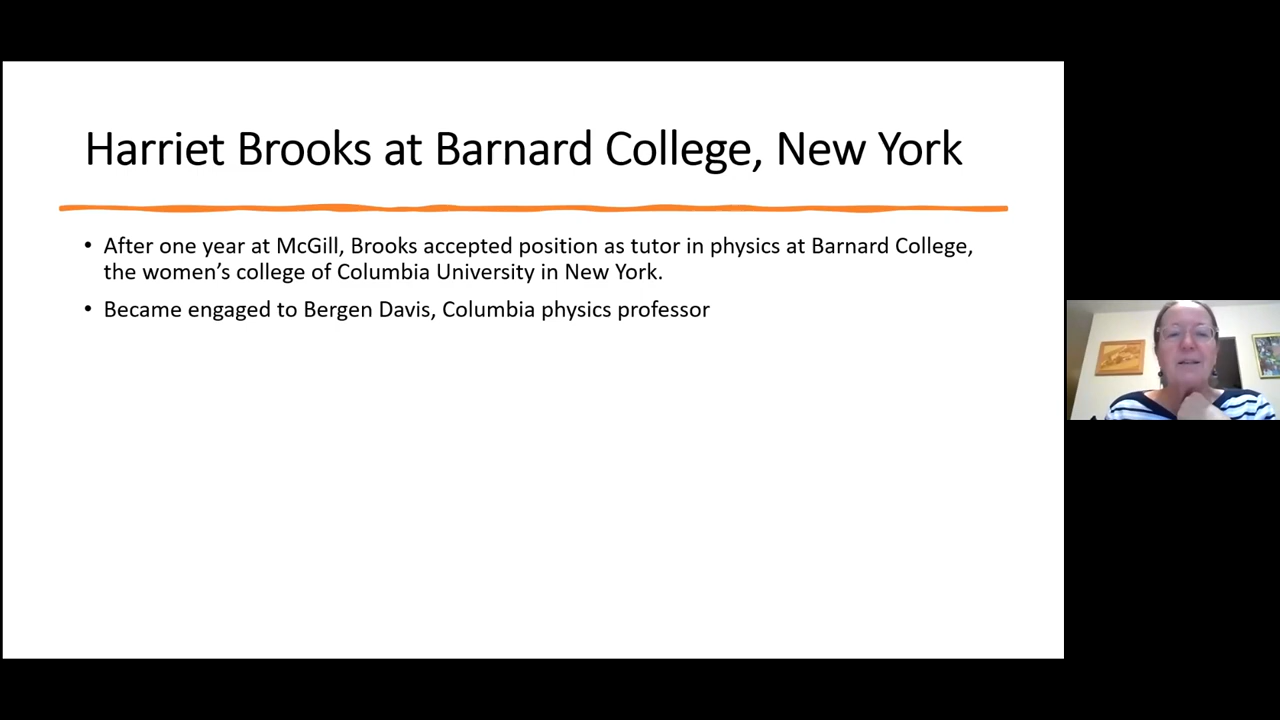 Harriet Brooks at Barnard College, New York
• After one year at McGill, Brooks accepted position as tutor in physics at Barnard College,
the women’s college of Columbia University in New York.
• Became engaged to Bergen Davis, Columbia physics professor